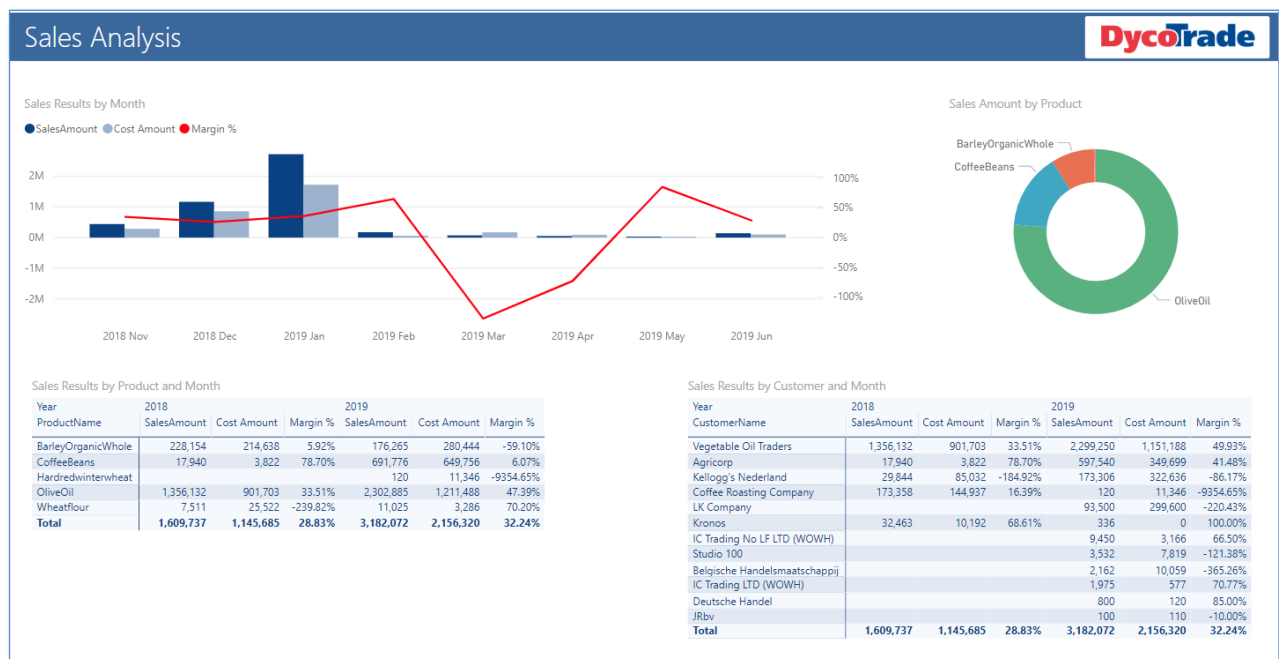 Sales Analysis
DycoTrade
Sales Results by Month
SalesAmount Cost Amount Margin %
2M
1M
0M
-1M
-2M
100%
50%
0%
-50%
-100%
2018 Nov 2018 Dec 2019 Jan 2019 Feb 2019 Mar 2019 Apr 2019 May 2019 Jun
Sales Amount by Product
BarleyOrganicWhole
CoffeeBeans
OliveOil
Sales Results by Product and Month
Year 2018 2019
ProductName SalesAmount Cost Amount Margin % SalesAmount Cost Amount Margin %
BarleyOrganicWhole 228,154 214,638 5.92% 176,265 280,444 -59.10%
CoffeeBeans 17,940 3,822 78.70% 691,776 649,756 6.07%
Hardredwinterwheat 120 11,346 -9354.65%
OliveOil 1,356,132 901,703 33.51% 2,302,885 1,211,488 47.39%
Wheatflour 7,511 25,522 -239.82% 11,025 3,286 70.20%
Total 1,609,737 1,145,685 28.83% 3,182,072 2,156,320 32.24%
Sales Results by Customer and Month
Year 2018 2019
CustomerName SalesAmount Cost Amount Margin % SalesAmount Cost Amount Margin %
Vegetable Oil Traders 1,356,132 901,703 33.51% 2,299,250 1,151,188 49.93%
Agricorp 17,940 3,822 78.70% 597,540 349,699 41.48%
Kellogg's Nederland 29,844 85,032 -184.92% 173,306 322,636 -86.17%
Coffee Roasting Company 173,358 144,937 16.39% 120 11,346 -9354.65%
LK Company 93,500 299,600 -220.43%
Kronos 32,463 10,192 68.61% 336 0 100.00%
IC Trading No LF LTD (WOWH) 9,450 3,166 66.50%
Studio 100 3,532 7,819 -121.38%
Belgische Handelsmaatschappij 2,162 10,059 -365.26%
IC Trading LTD (WOWH) 1,975 577 70.77%
Deutsche Handel 800 120 85.00%
JRbv 100 110 -10.00%
Total 1,609,737 1,145,685 28.83% 3,182,072 2,156,320 32.24%